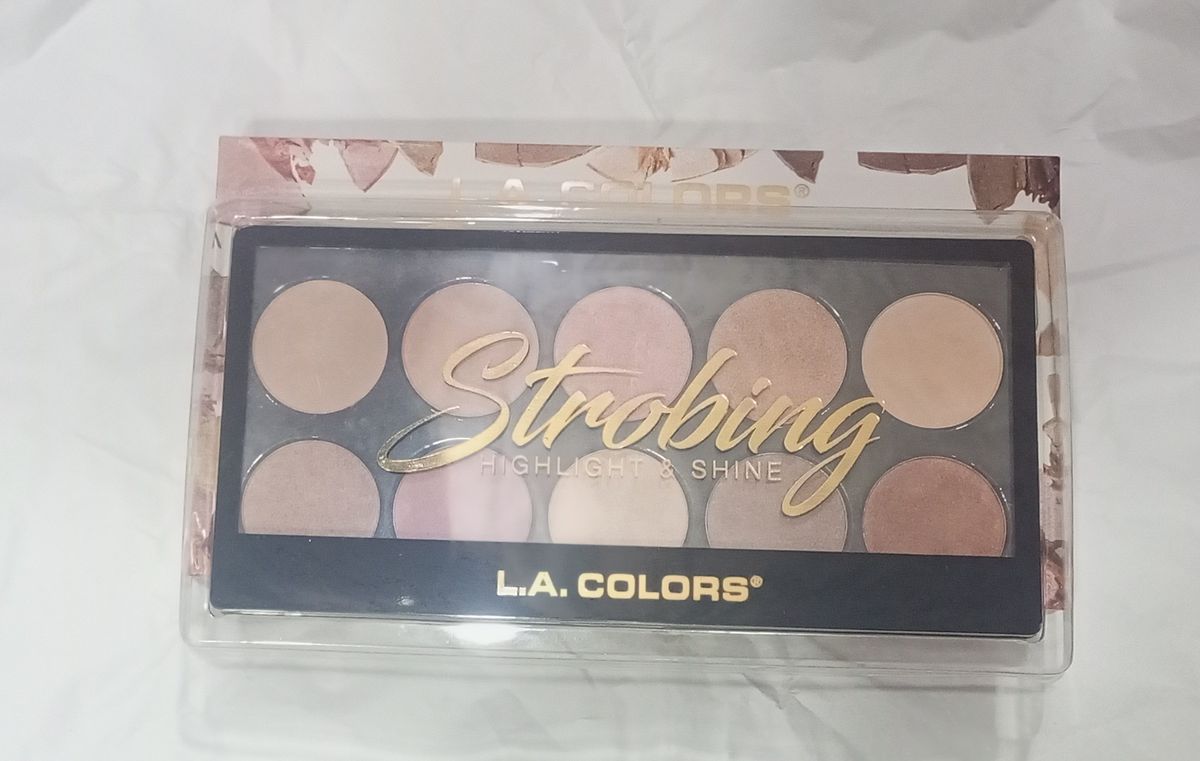 L.A. COLORS®
Strobing
HIGHLIGHT & SHINE
L.A. COLORS®